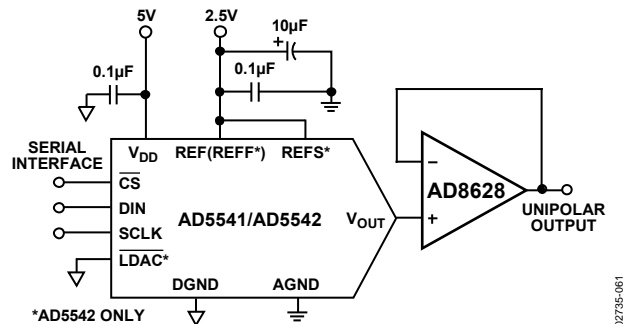 5V
2.5V
10µF
+
0.1µF
0.1µF
SERIAL
INTERFACE
VDD
REF(REFF*)
REFS*
CS
DIN
SCLK
LDAC*
AD5541/AD5542
VOUT
DGND
AGND
–
+
AD8628
UNIPOLAR
OUTPUT
*AD5542 ONLY
02735-061